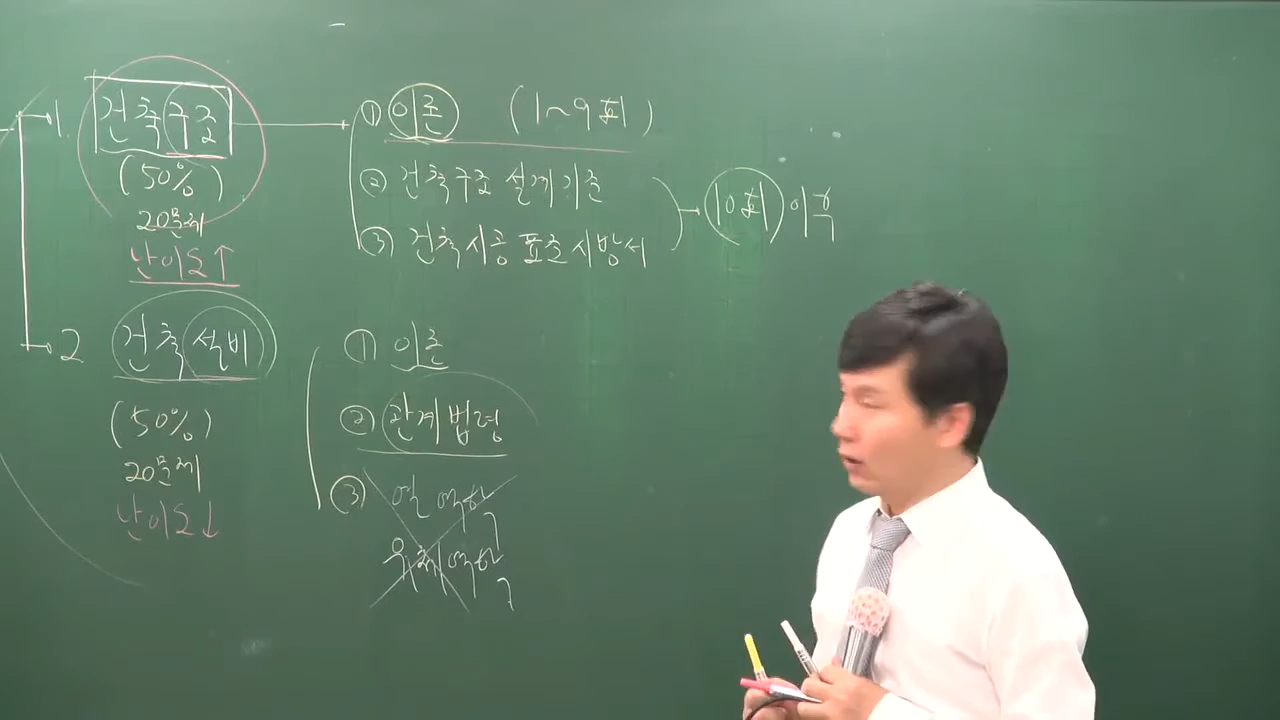 1. 건축구조
(50%)
20문제
난이도↑
① 이론 (1~9회)
② 건축구조 설계기준
③ 건축시공 표준시방서
10회 이후
2 건축설비
(50%)
20문제
난이도↓
① 이론
② 관계법령
③ 열역학
유체역학